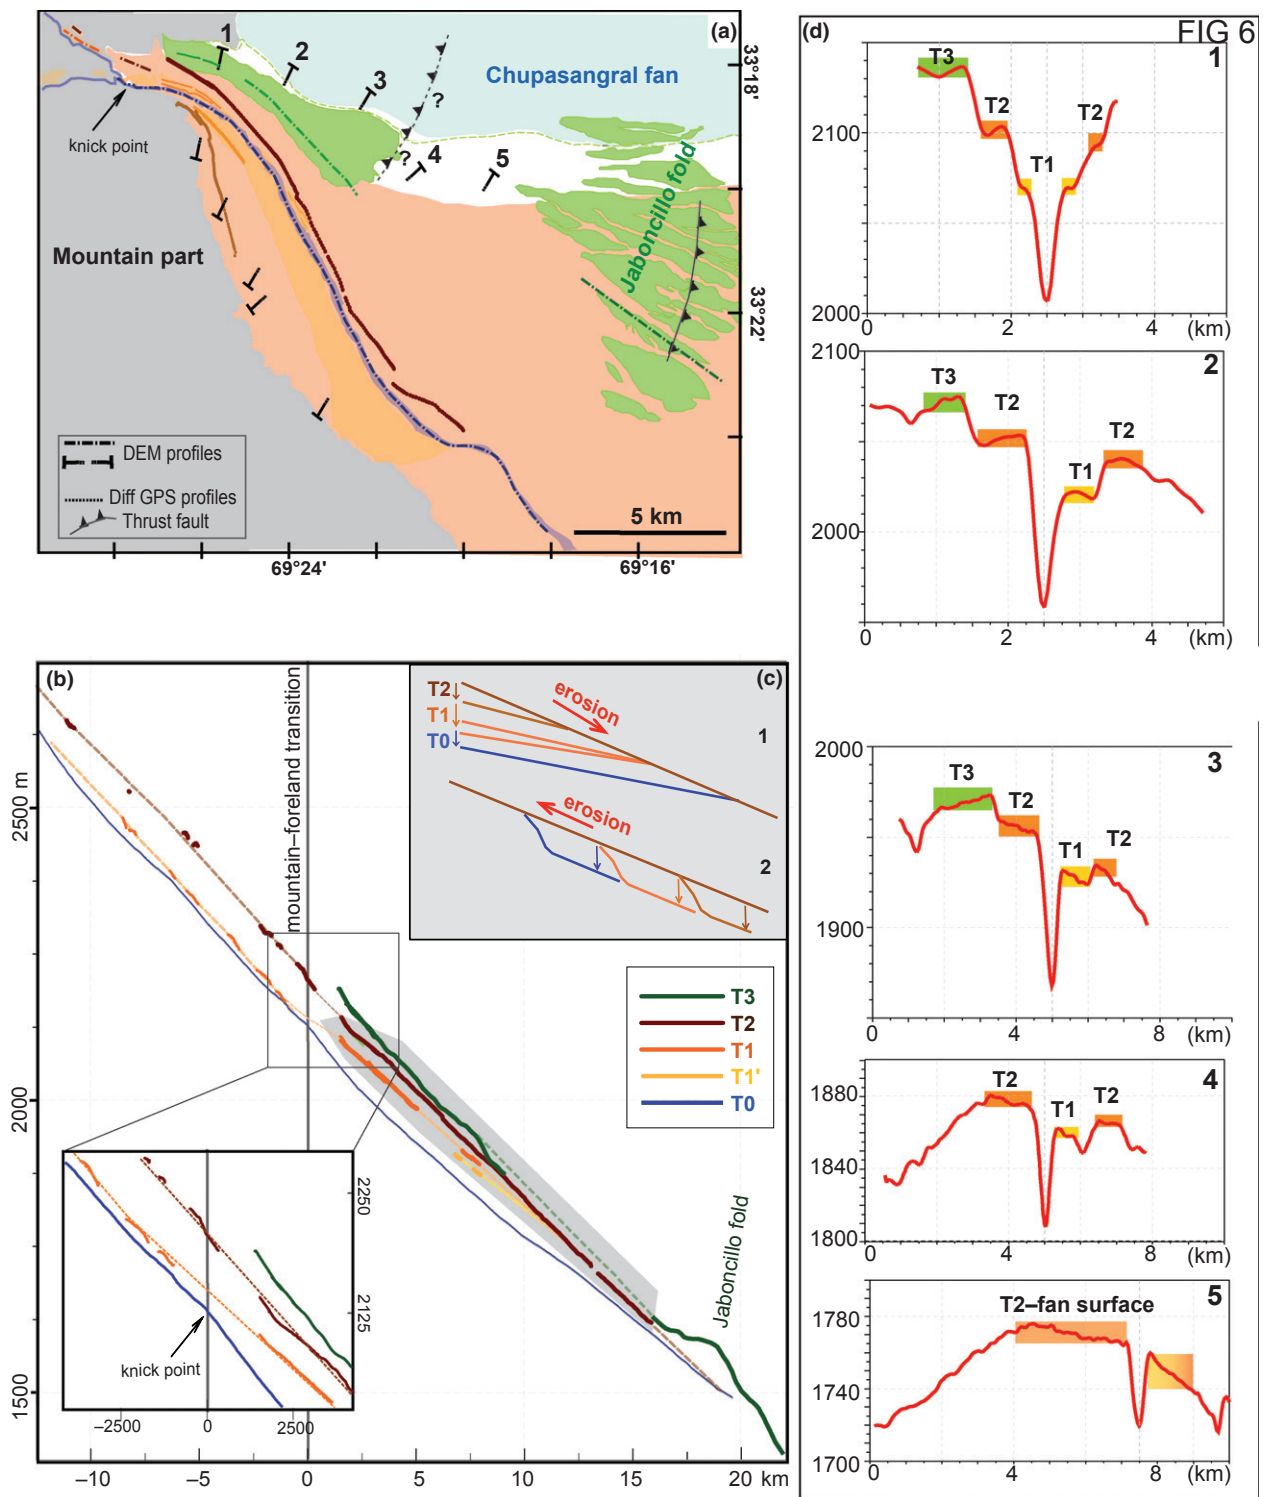 (a)
1
2
3
4
5
?
?
Chupasangral fan
knick point
Mountain part
Jaboncillo fold
33°18'
33°22'
DEM profiles
Diff GPS profiles
Thrust fault
5 km
69°24'
69°16'
(b)
2500 m
2000
1500
mountain–foreland transition
Jaboncillo fold
–10
–5
0
5
10
15
20
km
knick point
2250
2125
–2500
0
2500
(c)
T2
T1
T0
erosion
1
erosion
2
T3
T2
T1
T1'
T0
(d)
FIG 6
1
T3
T2
T1
T2
2100
2000
0
2
4
(km)
2
2100
T3
T2
T1
T2
2000
0
2
4
(km)
3
2000
T3
T2
T1
T2
1900
0
4
8
(km)
4
1880
1840
1800
T2
T1
T2
0
4
8
(km)
5
T2–fan surface
1780
1740
1700
0
4
8
(km)